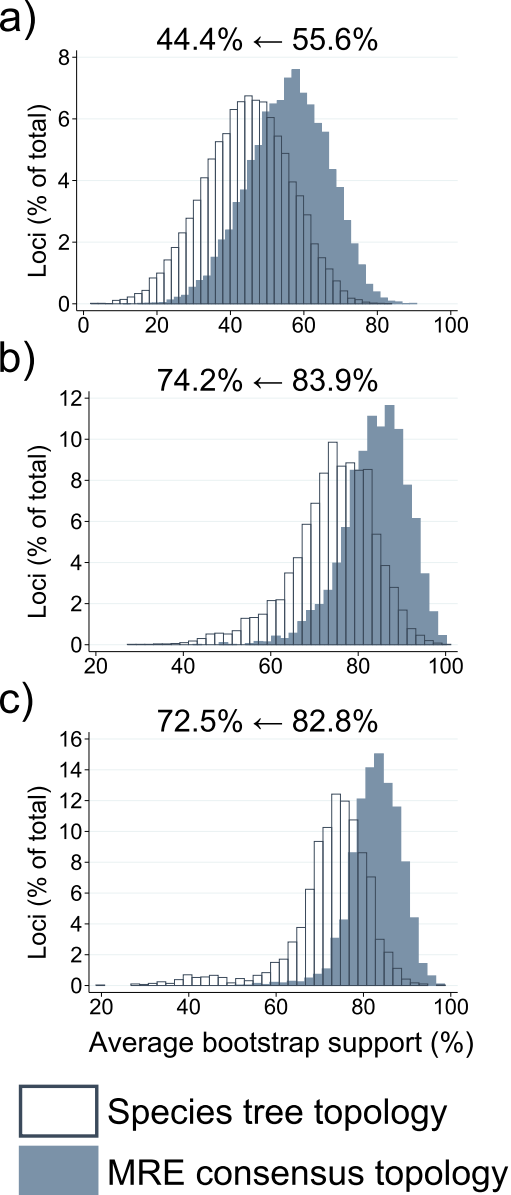 a)
44.4% ← 55.6%
8
6
4
2
0
Loci (% of total)
0 20 40 60 80 100
b)
74.2% ← 83.9%
12
10
8
6
4
2
0
Loci (% of total)
20 40 60 80 100
c)
72.5% ← 82.8%
16
14
12
10
8
6
4
2
0
Loci (% of total)
20 40 60 80 100
Average bootstrap support (%)
Species tree topology
MRE consensus topology